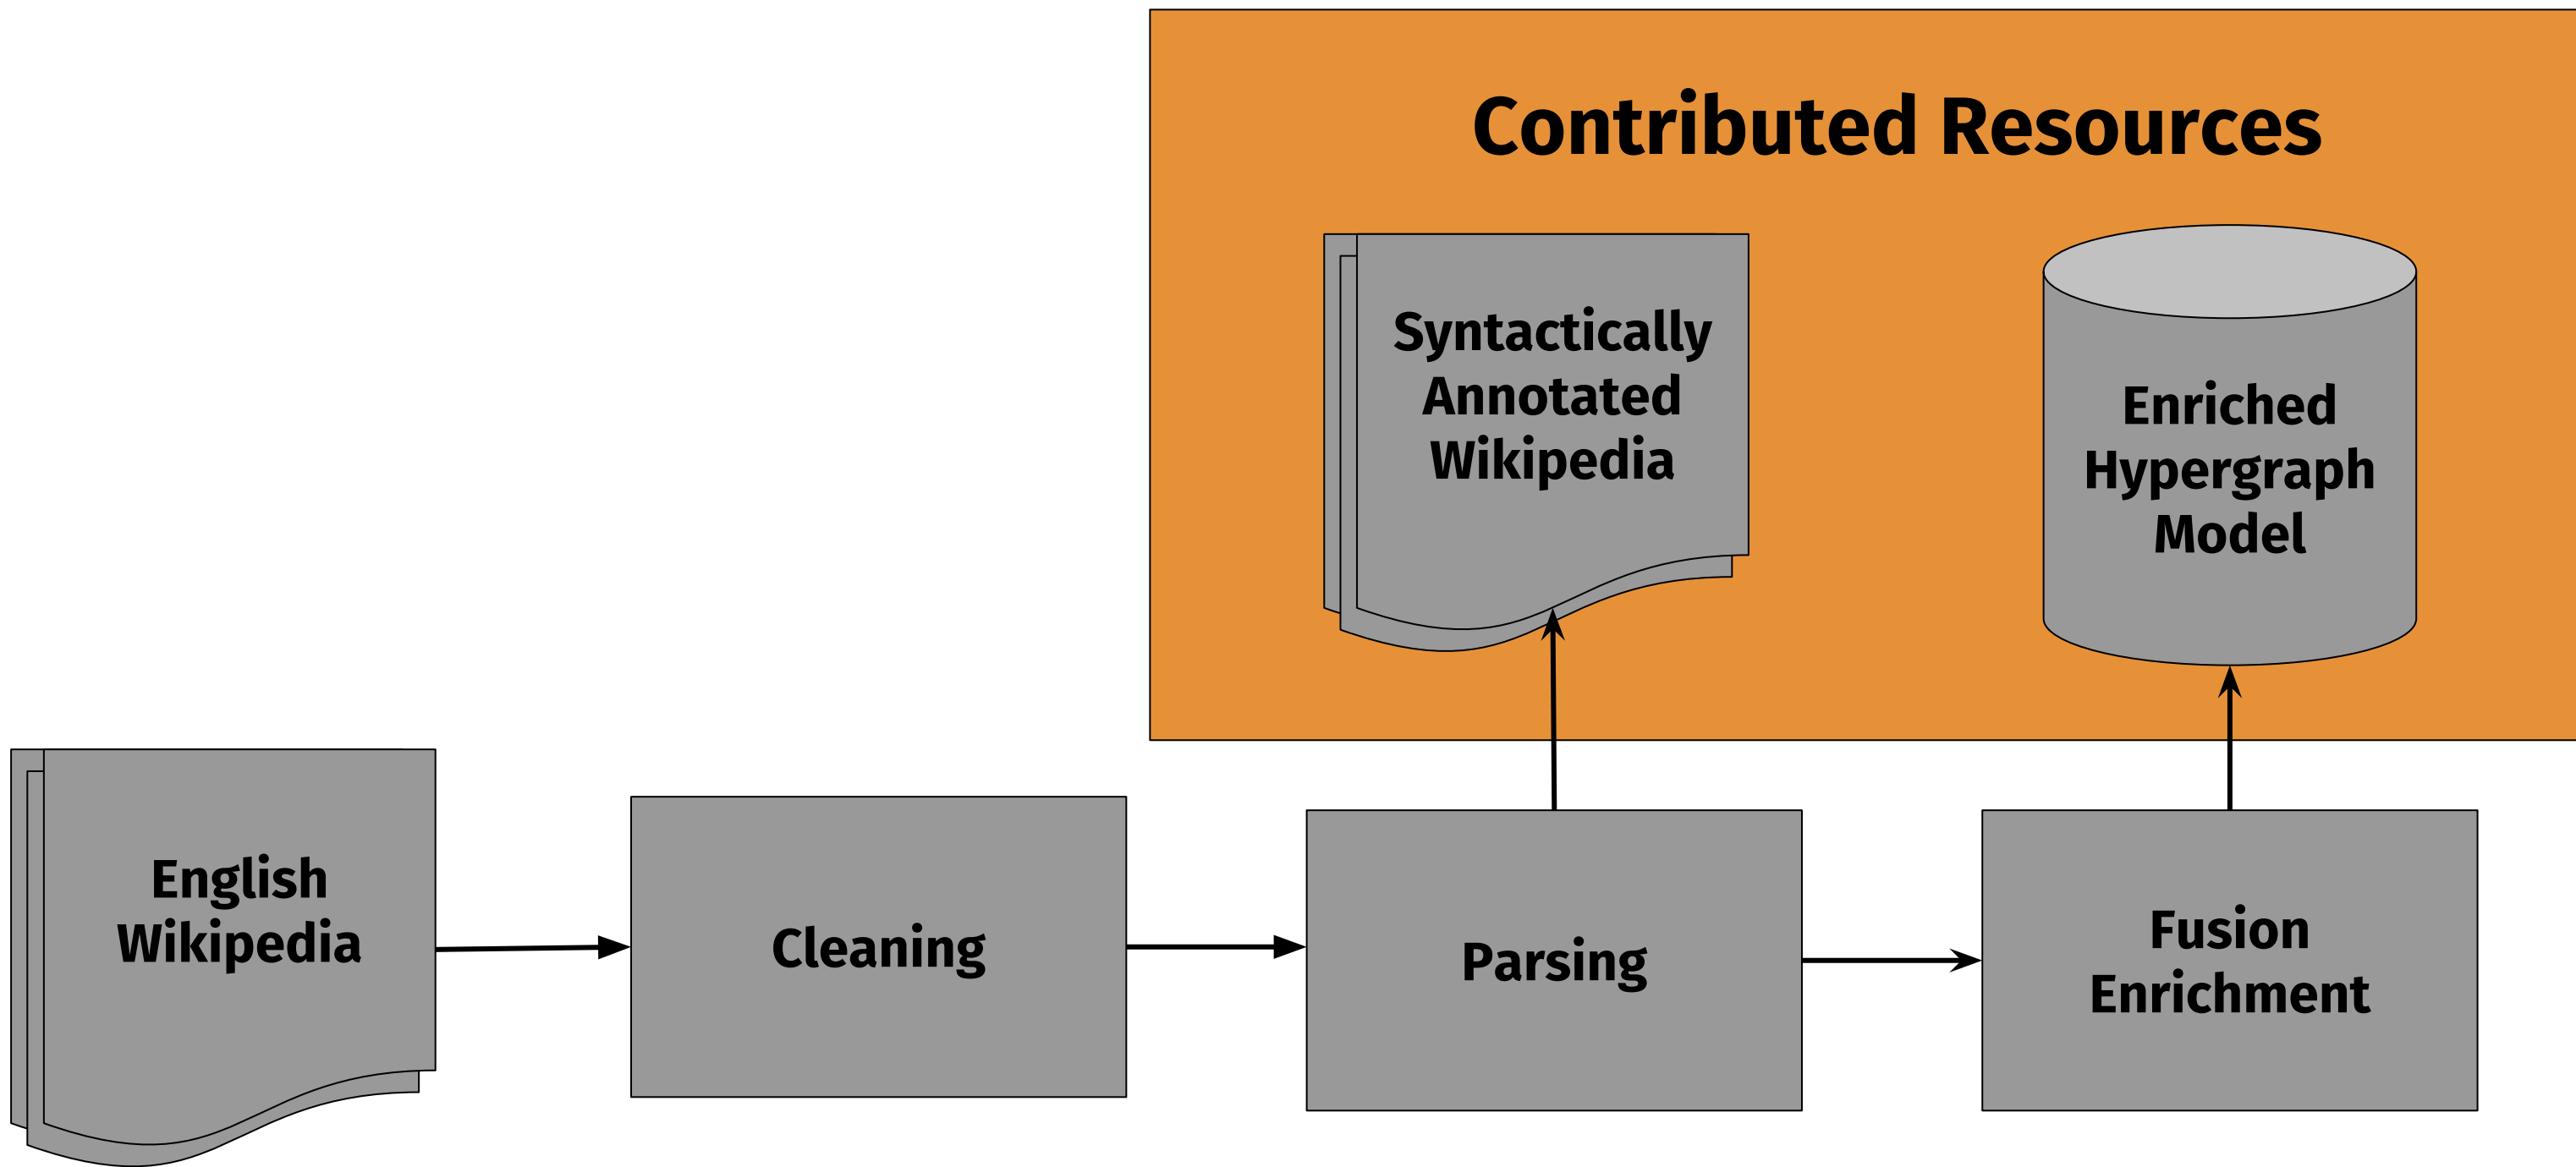 Contributed Resources
Syntactically
Annotated
Wikipedia
Enriched
Hypergraph
Model
English
Wikipedia
Cleaning
Parsing
Fusion
Enrichment